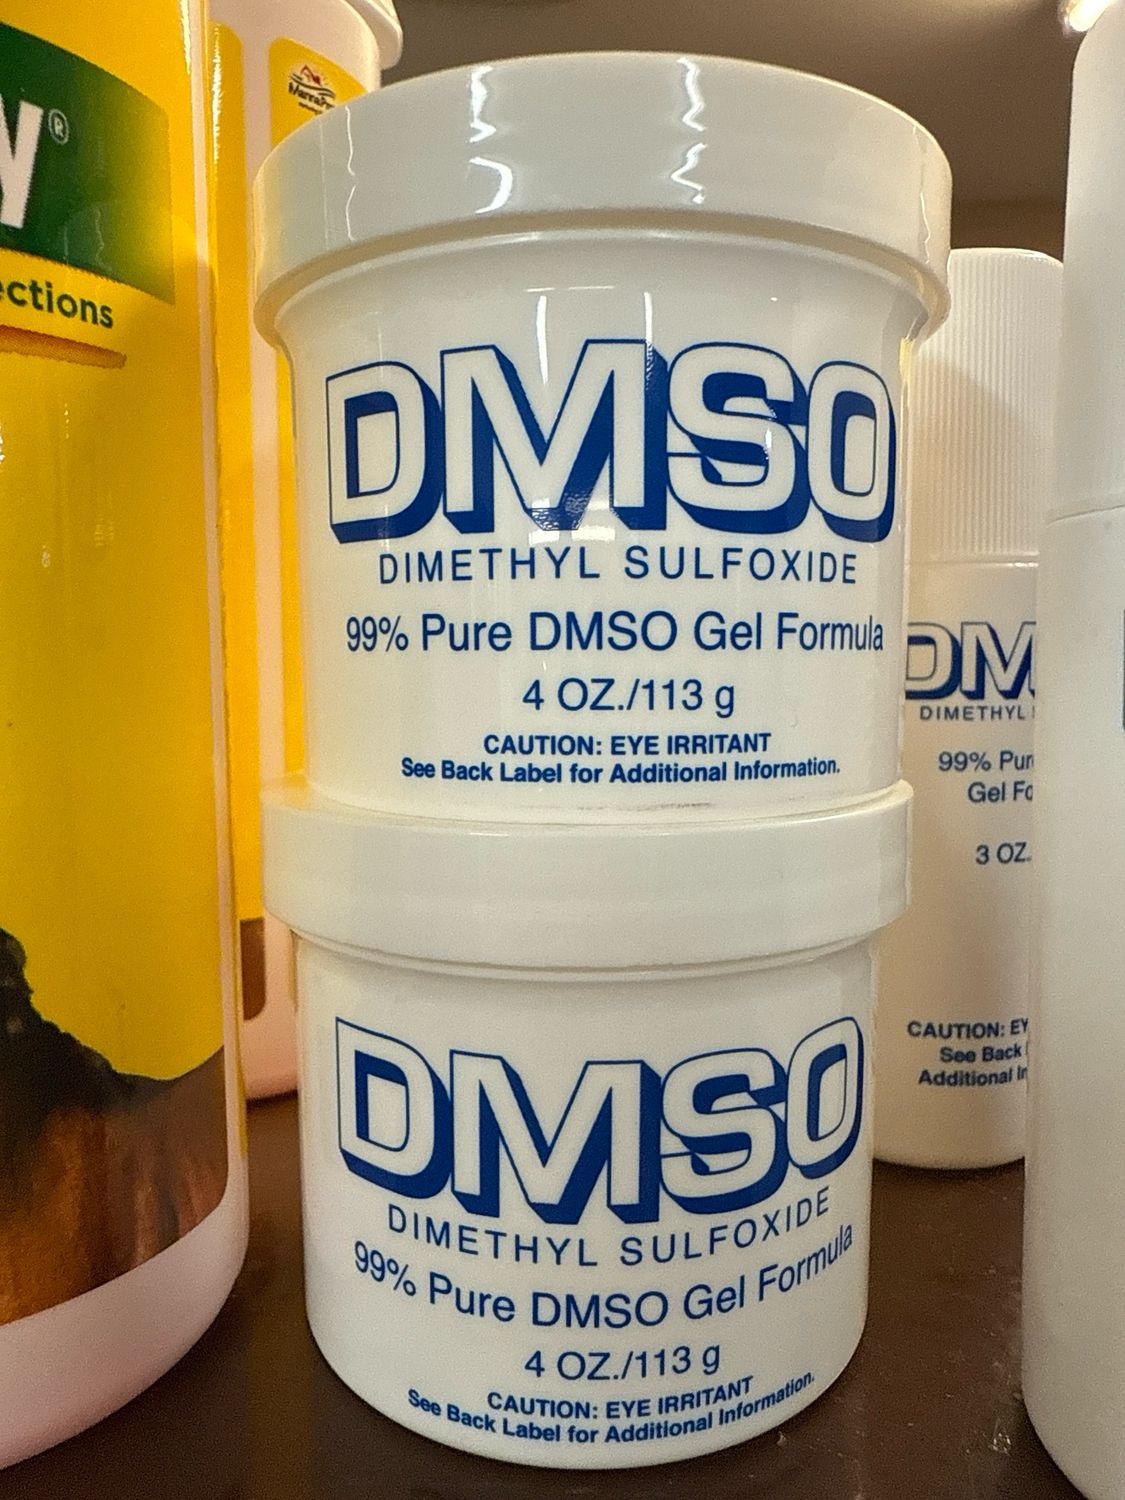 ®
DMSO
DIMETHYL SULFOXIDE
99% Pure DMSO Gel Formula
4 OZ./113 g
CAUTION: EYE IRRITANT
See Back Label for Additional Information.
DMSO
DIMETHYL SULFOXIDE
99% Pure DMSO Gel Formula
4 OZ./113 g
CAUTION: EYE IRRITANT
See Back Label for Additional Information.
DM
DIMETHYL
99% Pur
Gel Fo
3 OZ.
CAUTION: EY
See Back
Additional In
Y
ections